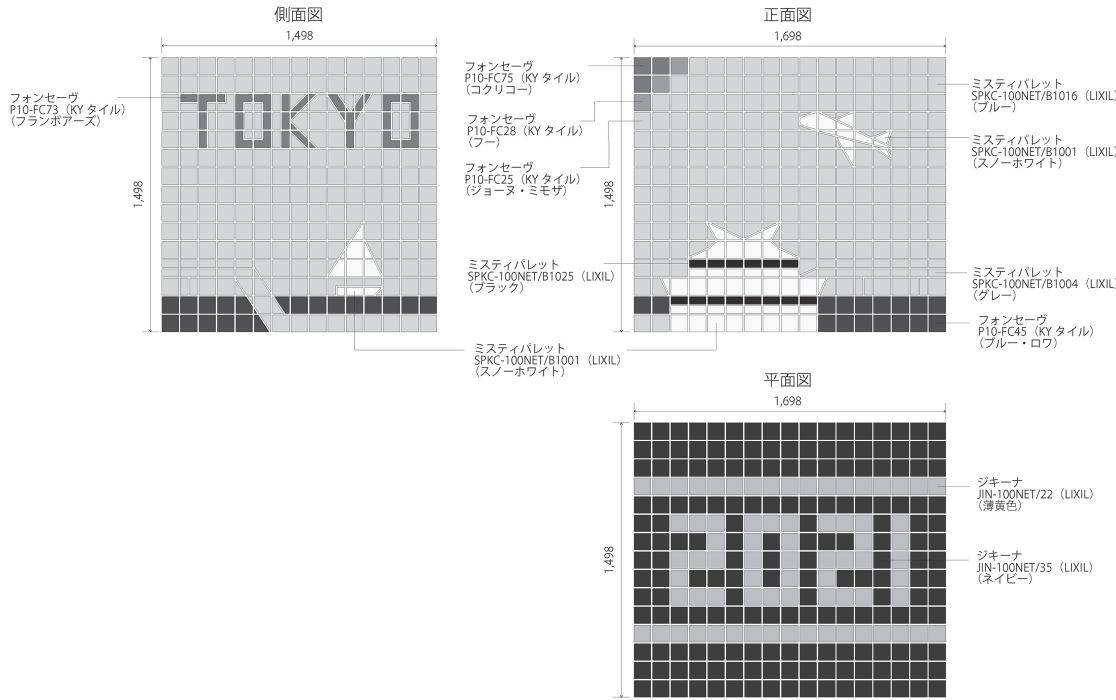 側面図
1,498
1,498
フォンセーヴ
P10-FC73（KY タイル）
（フランボアーズ）
TOKYO
正面図
1,698
1,498
フォンセーヴ
P10-FC75（KY タイル）
（コクリコー）
フォンセーヴ
P10-FC28（KY タイル）
（フー）
フォンセーヴ
P10-FC25（KY タイル）
（ジョーヌ・ミモザ）
ミスティパレット
SPKC-100NET/B1025（LIXIL）
（ブラック）
ミスティパレット
SPKC-100NET/B1001（LIXIL）
（スノーホワイト）
ミスティパレット
SPKC-100NET/B1016（LIXIL）
（ブルー）
ミスティパレット
SPKC-100NET/B1001（LIXIL）
（スノーホワイト）
ミスティパレット
SPKC-100NET/B1004（LIXIL）
（グレー）
フォンセーヴ
P10-FC45（KY タイル）
（ブルー・ロワ）
平面図
1,698
1,498
2021
ジキーナ
JIN-100NET/22（LIXIL）
（薄黄色）
ジキーナ
JIN-100NET/35（LIXIL）
（ネイビー）